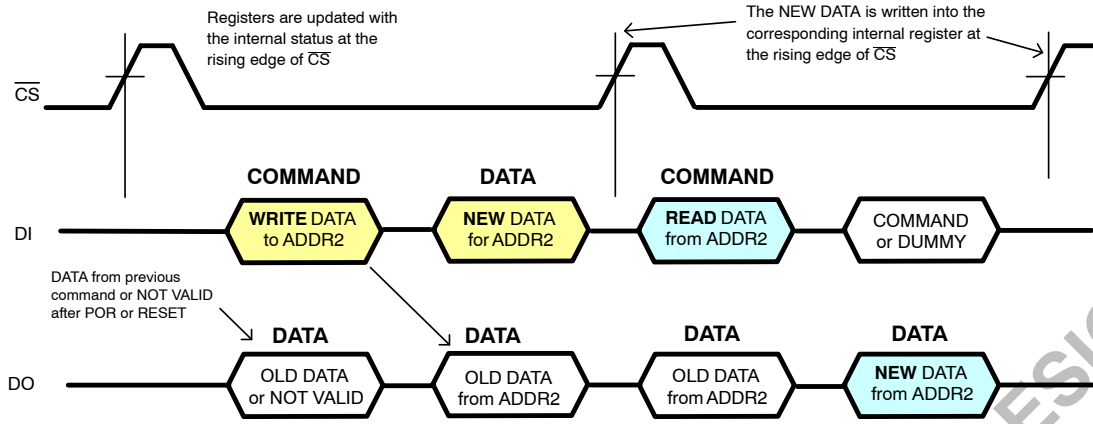 Registers are updated with
the internal status at the
rising edge of CS
The NEW DATA is written into the
corresponding internal register at
the rising edge of CS
CS
COMMAND
DATA
COMMAND
DI
WRITE DATA
to ADDR2
NEW DATA
for ADDR2
READ DATA
from ADDR2
COMMAND
or DUMMY
DATA from previous
command or NOT VALID
after POR or RESET
DATA
DATA
DATA
DATA
DO
OLD DATA
or NOT VALID
OLD DATA
from ADDR2
OLD DATA
from ADDR2
NEW DATA
from ADDR2
ESIG